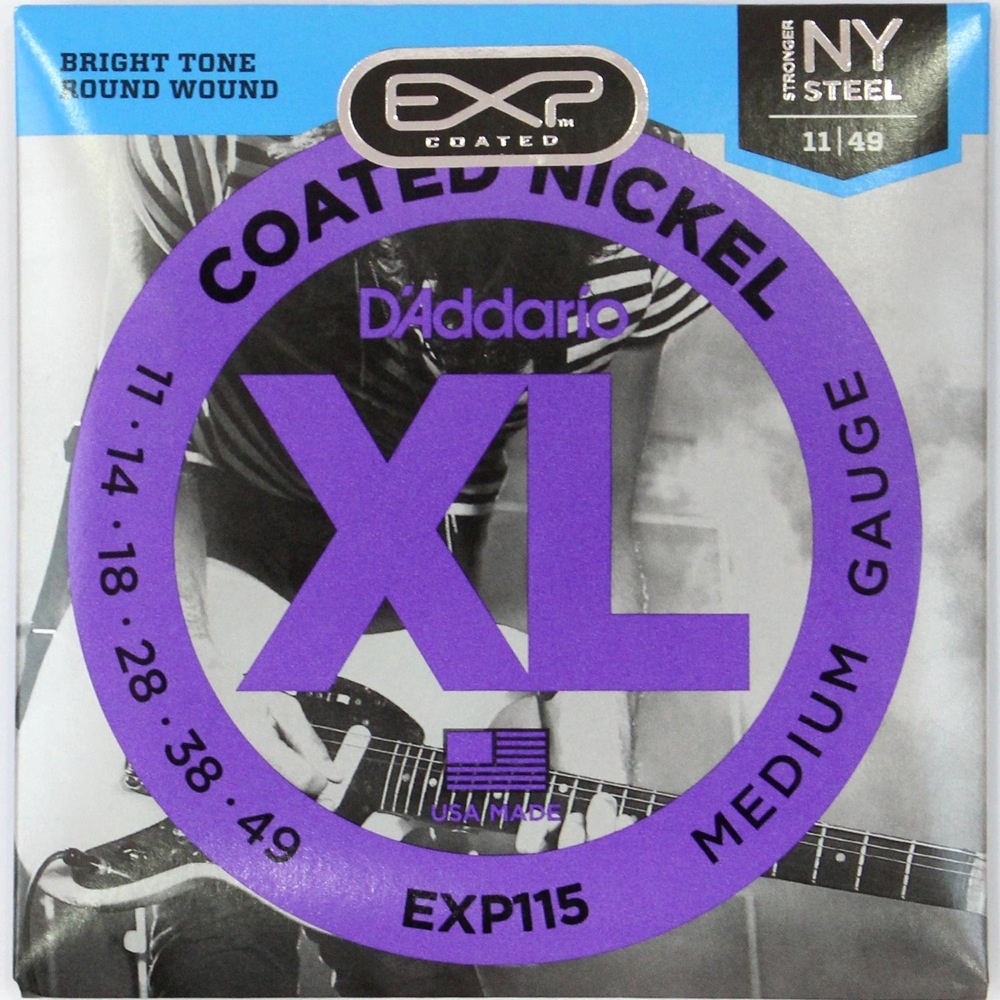 BRIGHT TONE
ROUND WOUND
EXP™
COATED
STRONGER
NY
STEEL
11|49
COATED NICKEL
D'Addario
XL
11 · 14 · 18 · 28 · 38 · 49
MEDIUM GAUGE
USA MADE
EXP115